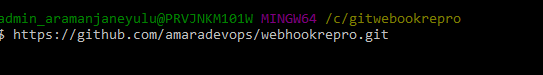 admin_aramanjaneyulu@PRVJNKM101W MINGW64 /c/gitwebookrepro
$ https://github.com/amaradevops/webhookrepro.git